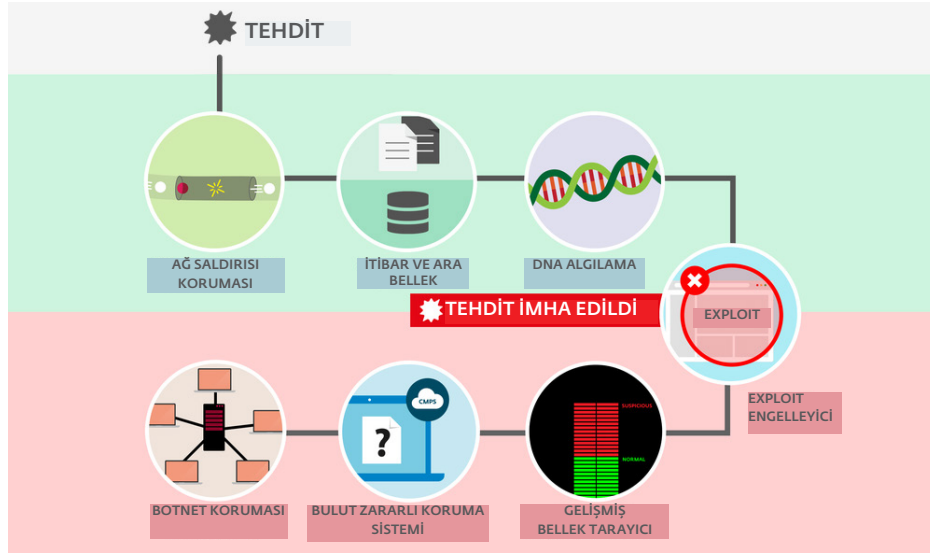 TEHDİT
AĞ SALDIRISI
KORUMASI
İTİBAR VE ARA
BELLEK
DNA ALGILAMA
TEHDİT İMHA EDİLDİ
EXPLOIT
EXPLOIT
ENGELLEYİCİ
CMPS
?
SUSPICIOUS
NORMAL
BOTNET KORUMASI
BULUT ZARARLI KORUMA
SİSTEMİ
GELİŞMİŞ
BELLEK TARAYICI